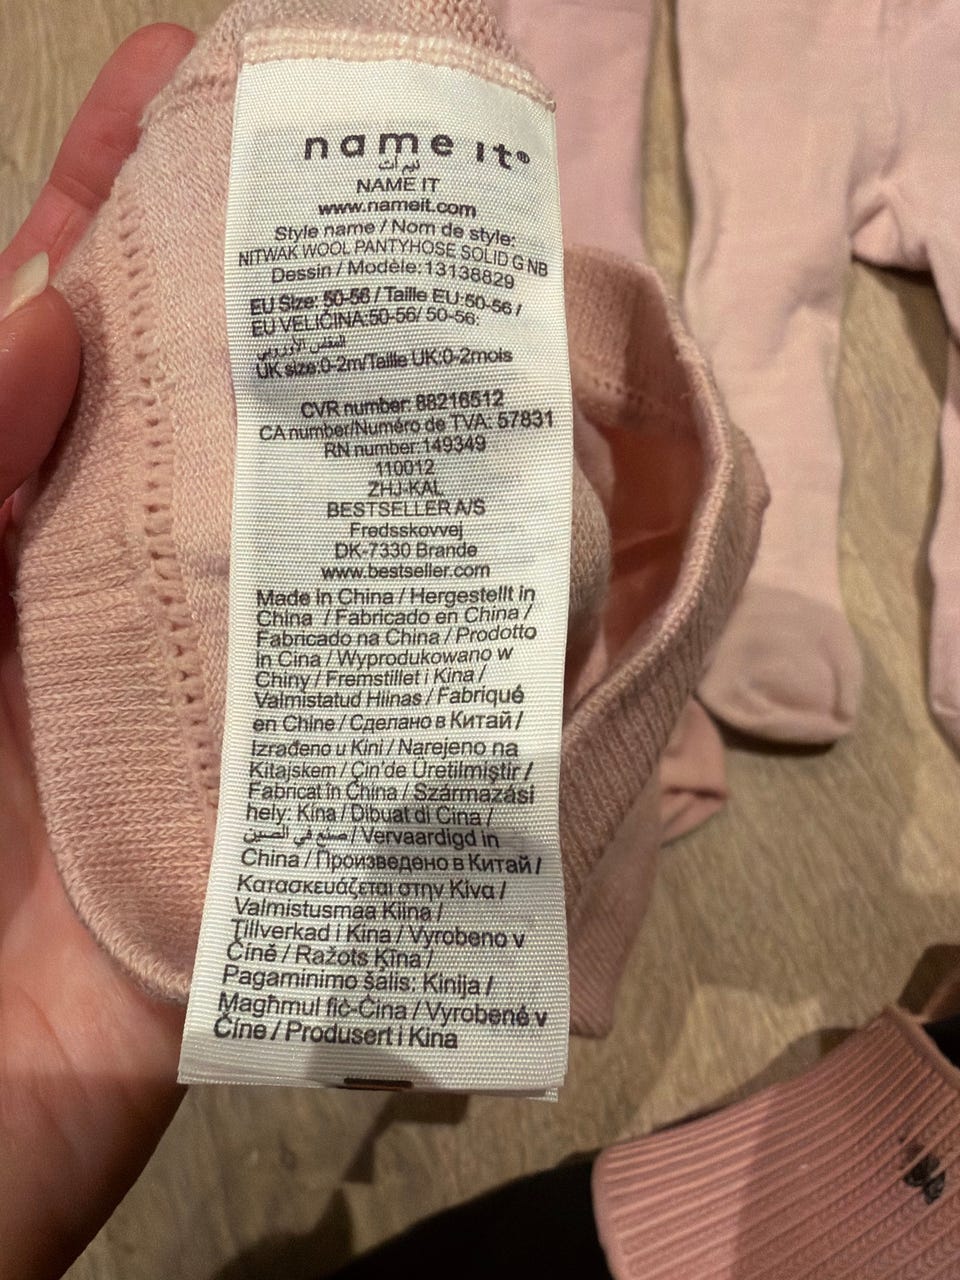 name it®
نيم ات
NAME IT
www.nameit.com
Style name / Nom de style:
NITWAK WOOL PANTYHOSE SOLID G NB
Dessin / Modèle:13138829
EU Size: 50-56 / Taille EU:50-56 /
EU VELIČINA:50-56/ 50-56:
المقاس الأوروبي
UK size:0-2m/Taille UK:0-2mois
CVR number: 88216512
CA number/Numéro de TVA: 57831
RN number:149349
110012
ZHJ-KAL
BESTSELLER A/S
Fredsskovvej
DK-7330 Brande
www.bestseller.com
Made in China / Hergestellt in
China / Fabricado en China /
Fabricado na China / Prodotto
in Cina / Wyprodukowano w
Chiny / Fremstillet i Kina /
Valmistatud Hiinas / Fabriqué
en Chine / Сделано в Китай /
Izrađeno u Kini / Narejeno na
Kitajskem / Çin'de Üretilmiştir /
Fabricat în China / Származási
hely: Kína / Dibuat di Cina /
صنع في الصين / Vervaardigd in
China / Произведено в Китай /
Κατασκευάζεται στην Κίνα /
Valmistusmaa Kiina /
Tillverkad i Kina / Vyrobeno v
Číně / Ražots Ķīna /
Pagaminimo šalis: Kinija /
Magħmul fiċ-Ċina / Vyrobené v
Číne / Produsert i Kina